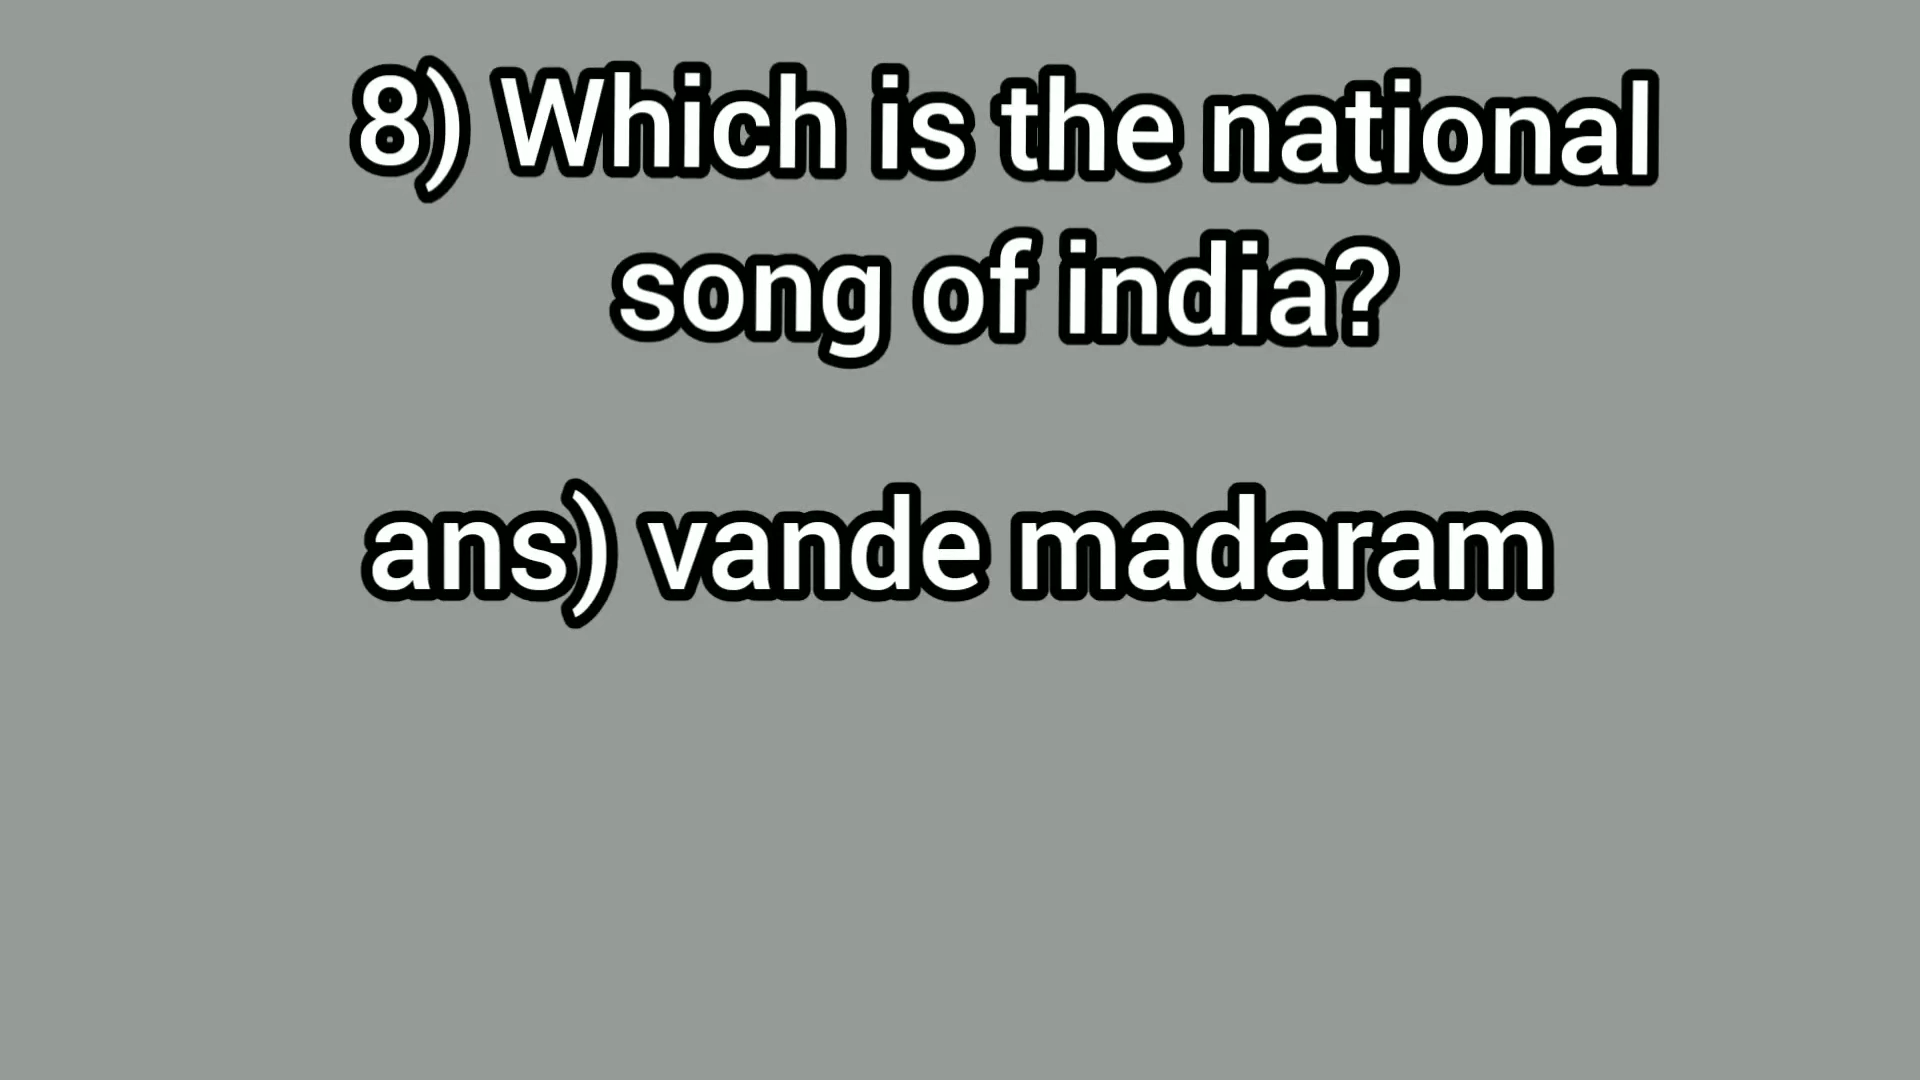 8) Which is the national
song of india?
ans) vande madaram